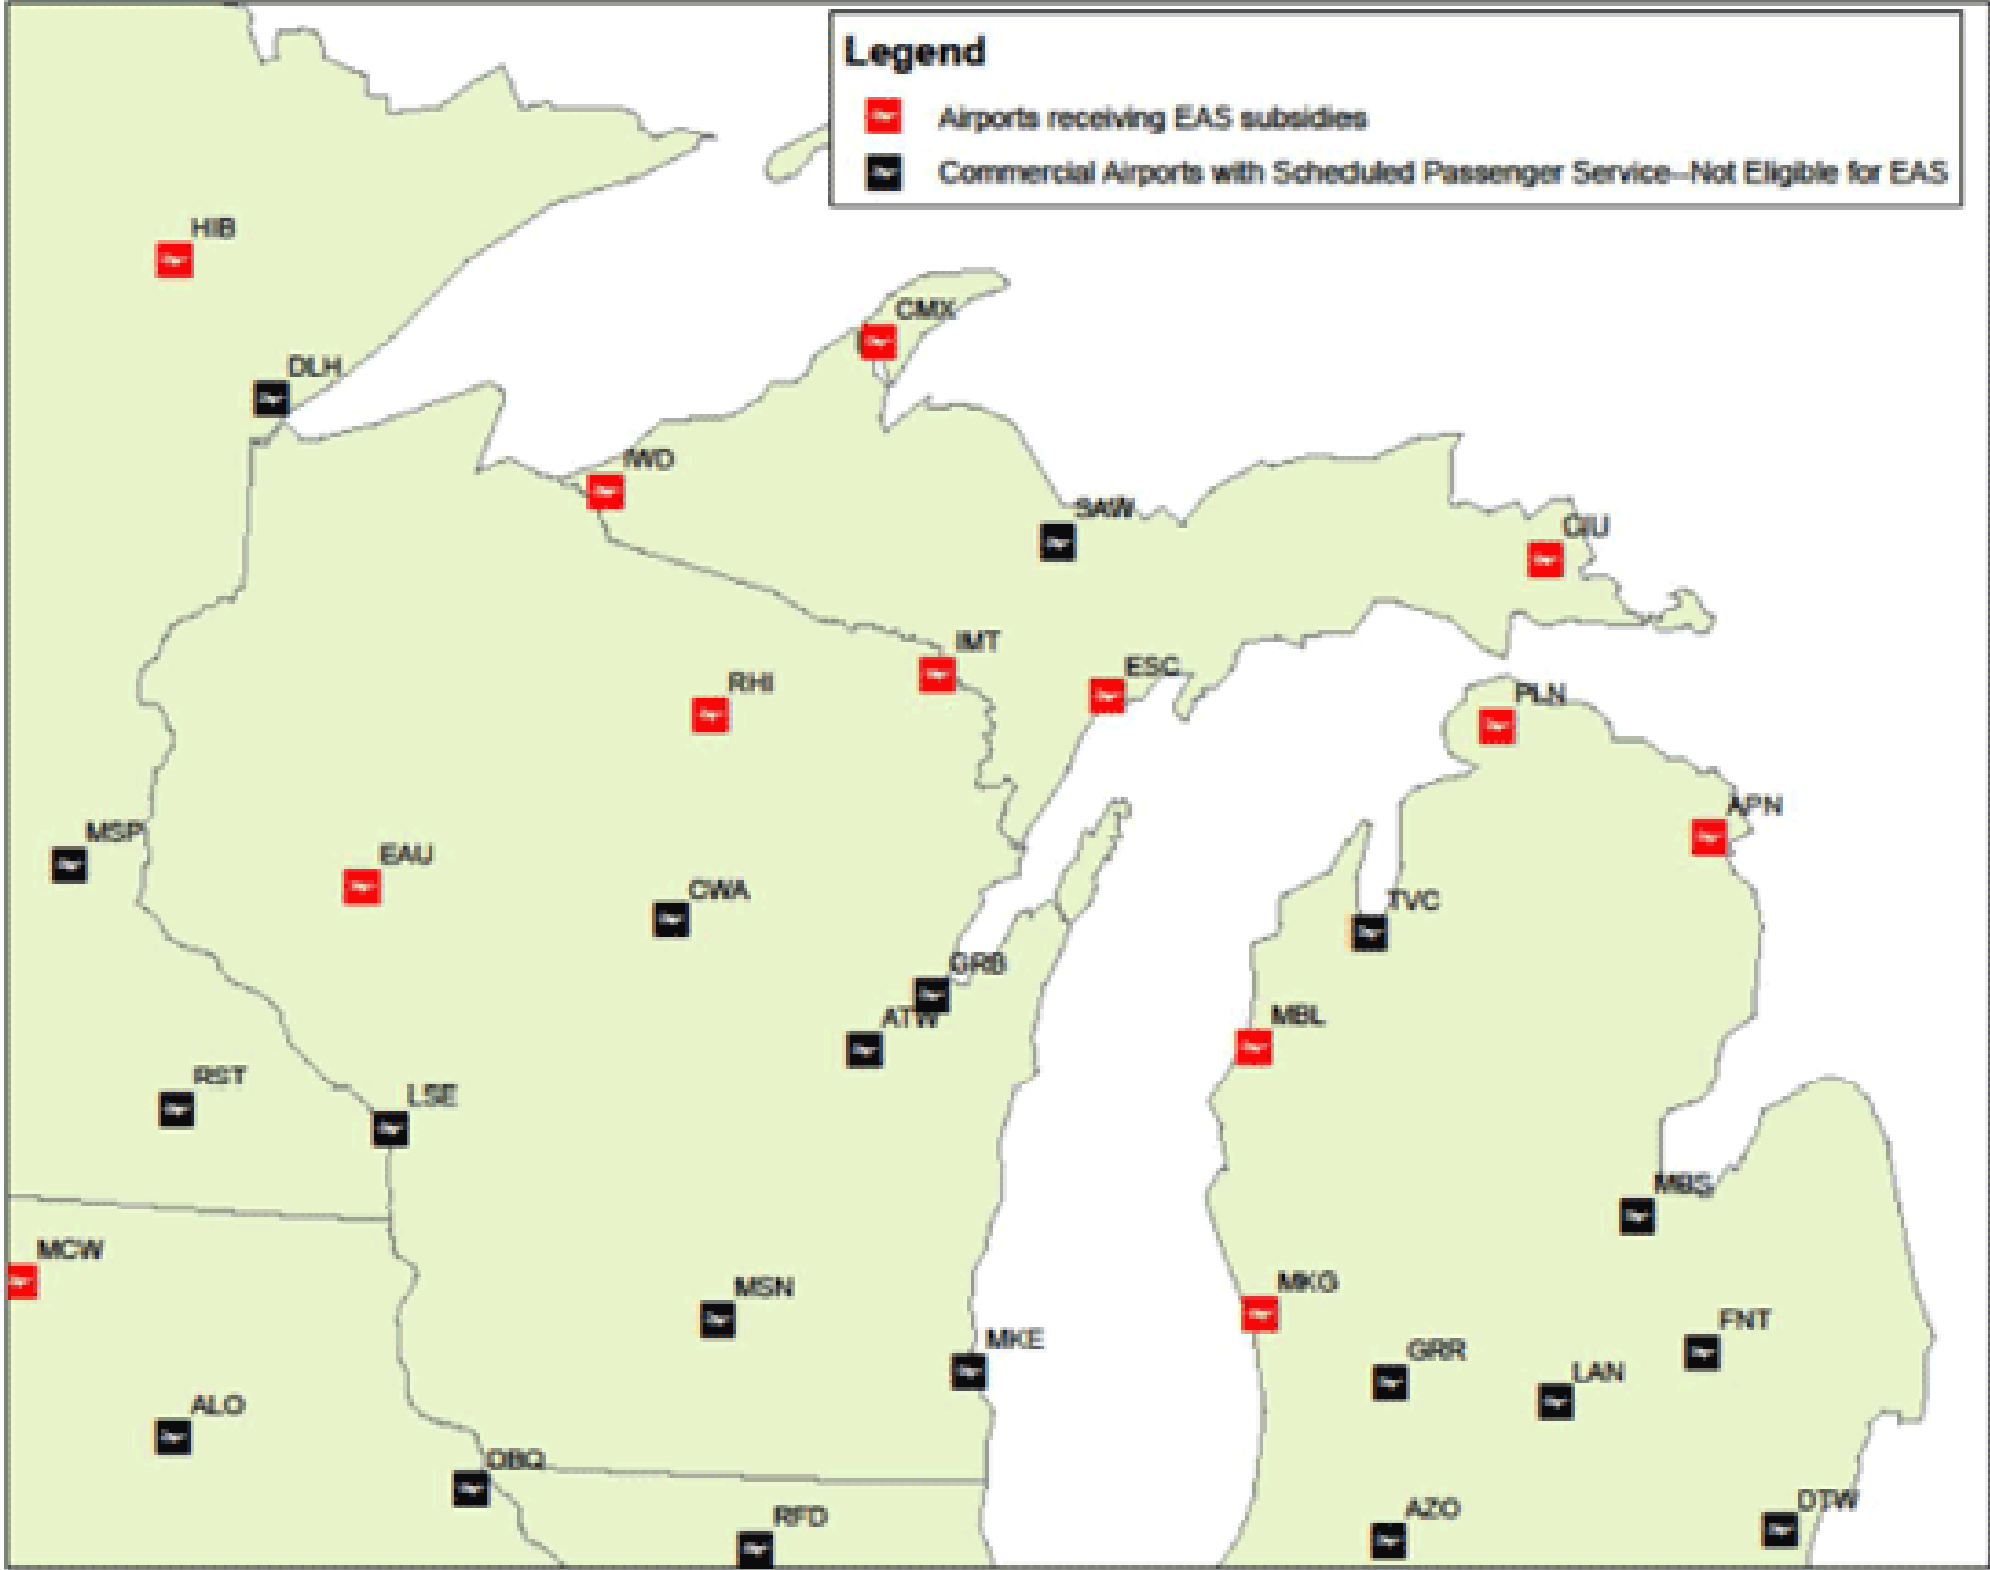 Legend
Airports receiving EAS subsidies
Commercial Airports with Scheduled Passenger Service--Not Eligible for EAS
HIB
CMX
DLH
IWD
SAW
CIU
IMT
ESC
RHI
PLN
APN
MSP
EAU
CWA
TVC
GRB
ATW
MBL
RST
LSE
MBS
MCW
MSN
MKG
MKE
FNT
GRR
LAN
ALO
DBQ
RFD
AZO
DTW